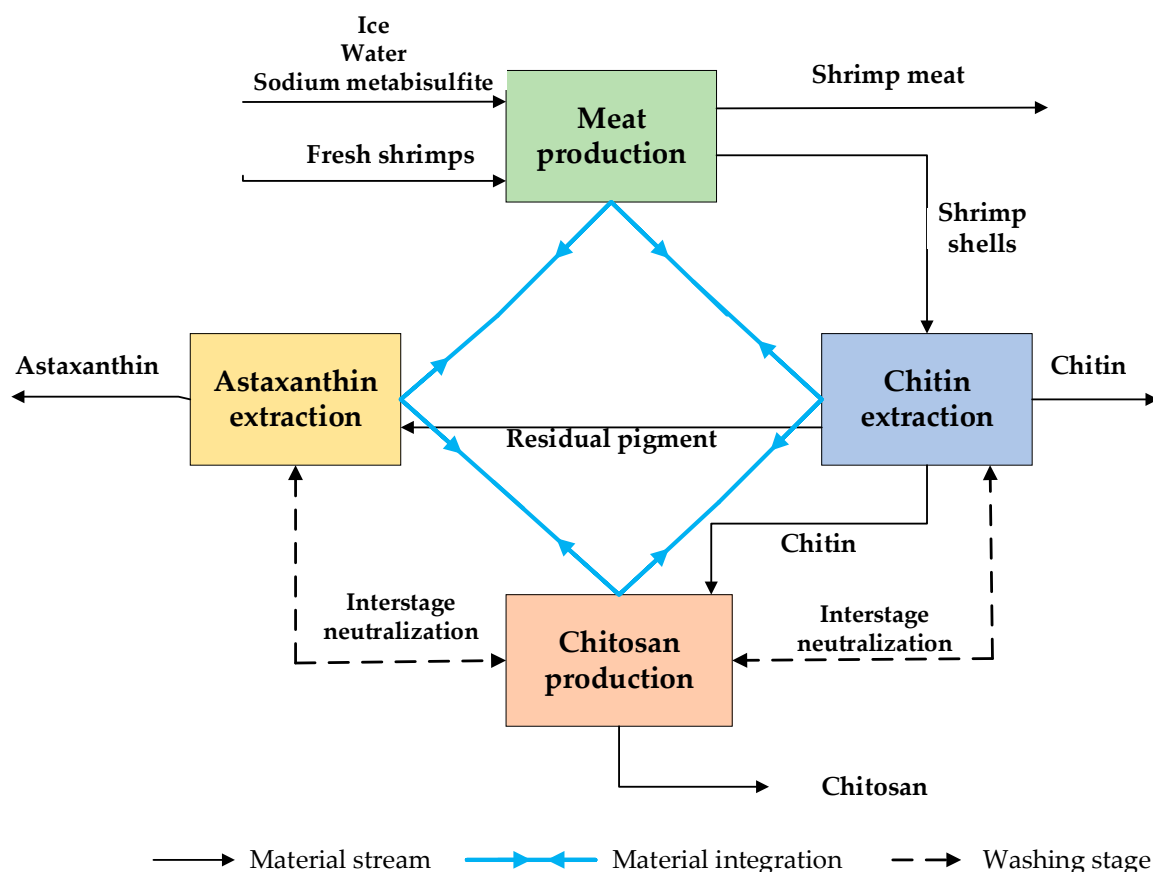 Ice
Water
Sodium metabisulfite
Shrimp meat
Meat
production
Fresh shrimps
Shrimp
shells
Astaxanthin
Astaxanthin
extraction
Chitin
extraction
Chitin
Residual pigment
Chitin
Interstage
neutralization
Interstage
neutralization
Chitosan
production
Chitosan
Material stream
Material integration
Washing stage